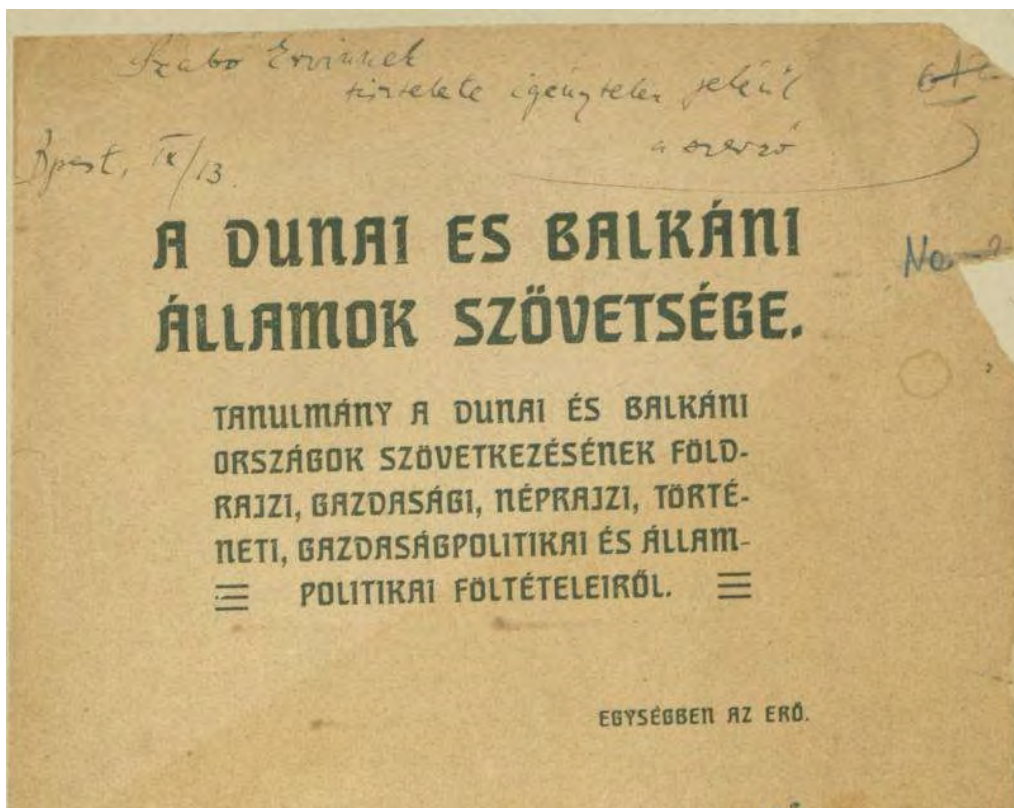 Szabó Ervinnek
tisztelete igénytelen jeléül
a szerző
Bpest, IX/13.
A DUNAI ES BALKÁNI
ÁLLAMOK SZÖVETSÉGE.
No
TANULMÁNY A DUNAI ÉS BALKÁNI
ORSZÁGOK SZÖVETKEZÉSÉNEK FÖLD-
RAJZI, GAZDASÁGI, NÉPRAJZI, TÖRTÉ-
NETI, GAZDASÁGPOLITIKAI ÉS ÁLLAM-
POLITIKAI FÖLTÉTELEIRŐL.
EGYSÉGBEN AZ ERŐ.